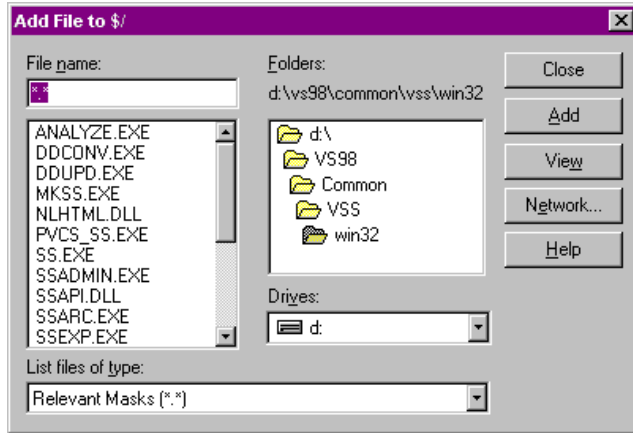 Add File to $/
File name:
*.*
ANALYZE.EXE
DDCONV.EXE
DDUPD.EXE
MKSS.EXE
NLHTML.DLL
PVCS_SS.EXE
SS.EXE
SSADMIN.EXE
SSAPI.DLL
SSARC.EXE
SSEXP.EXE
List files of type:
Relevant Masks (*.*)
Folders:
d:\vs98\common\vss\win32
d:\
VS98
Common
VSS
win32
Drives:
d:
Close
Add
View
Network...
Help